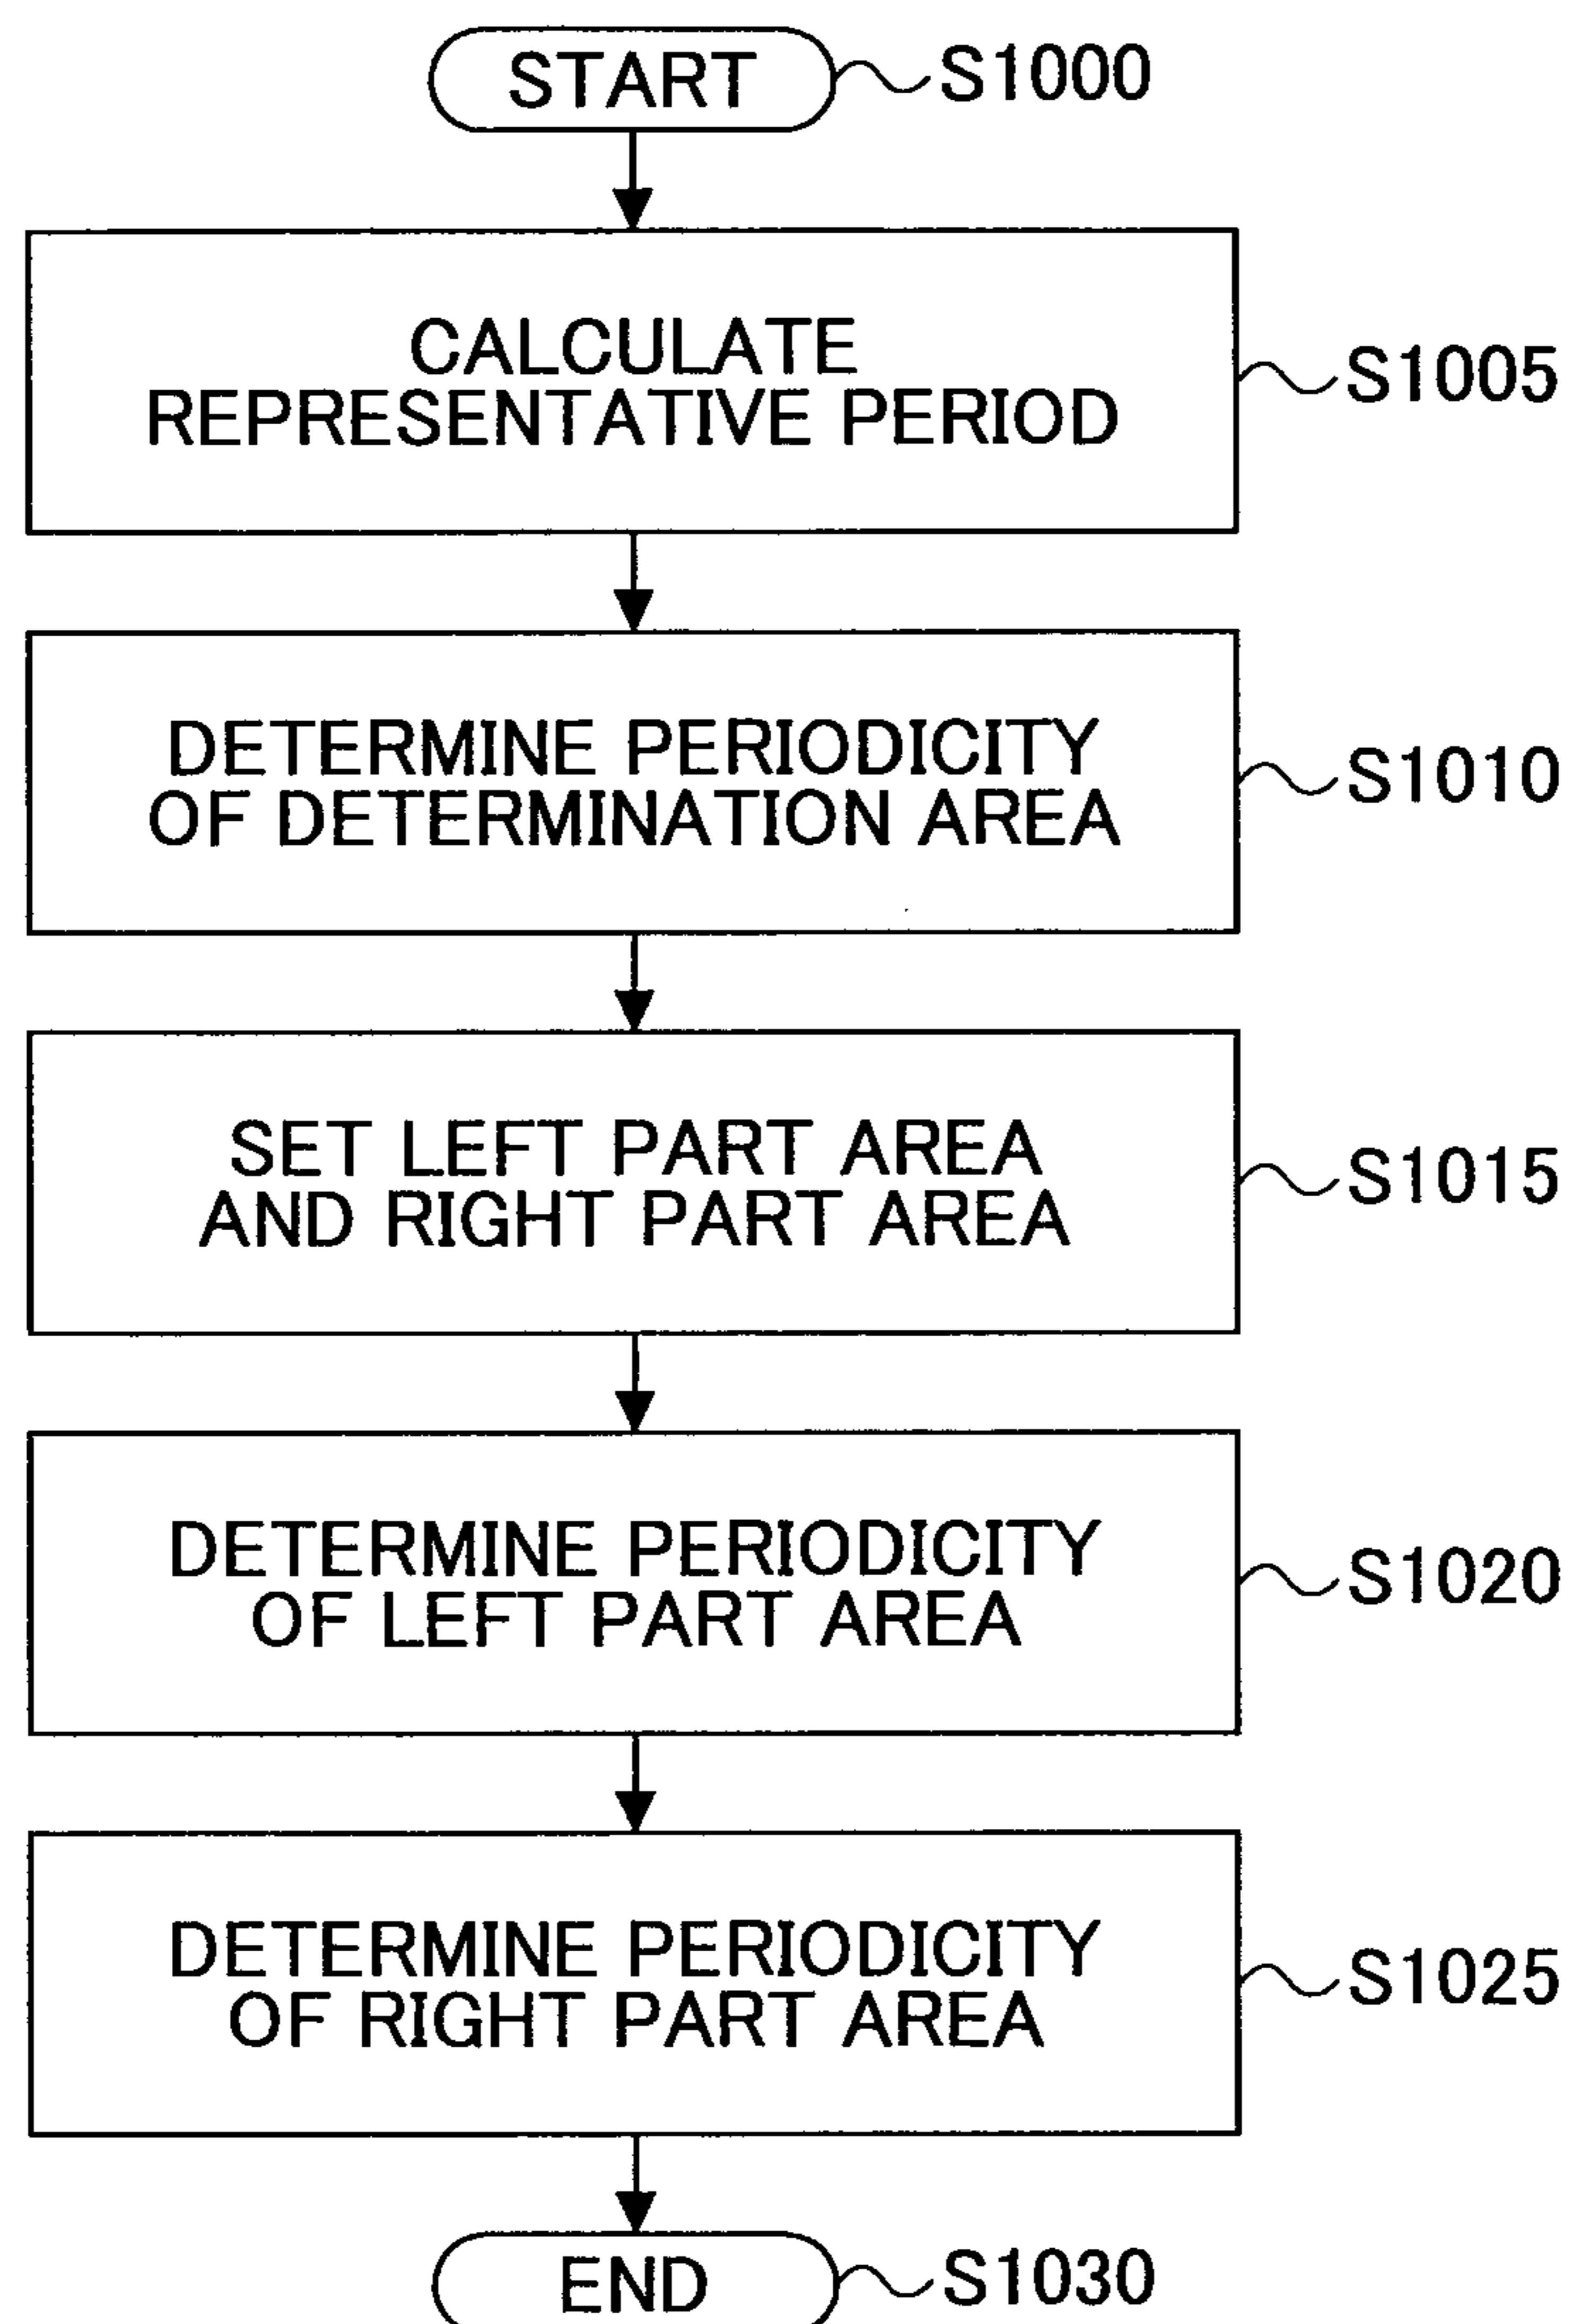 START
S1000
CALCULATE
REPRESENTATIVE PERIOD
S1005
DETERMINE PERIODICITY
OF DETERMINATION AREA
S1010
SET LEFT PART AREA
AND RIGHT PART AREA
S1015
DETERMINE PERIODICITY
OF LEFT PART AREA
S1020
DETERMINE PERIODICITY
OF RIGHT PART AREA
S1025
END
S1030